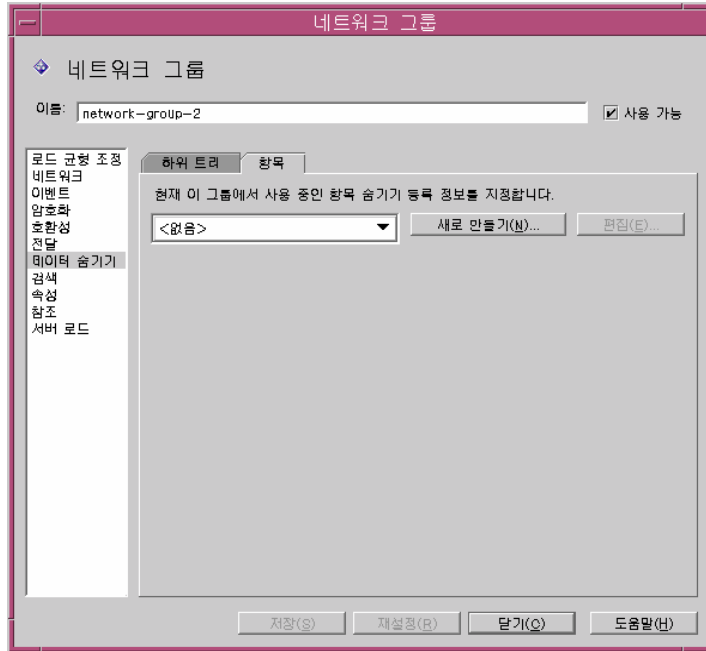 네트워크 그룹
네트워크 그룹
이름: network-group-2 사용 가능
로드 균형 조정
네트워크
이벤트
암호화
호환성
전달
데이터 숨기기
검색
속성
참조
서버 로드
하위 트리 항목
현재 이 그룹에서 사용 중인 항목 숨기기 등록 정보를 지정합니다.
<없음> 새로 만들기(N)... 편집(E)...
저장(S) 재설정(R) 닫기(C) 도움말(H)